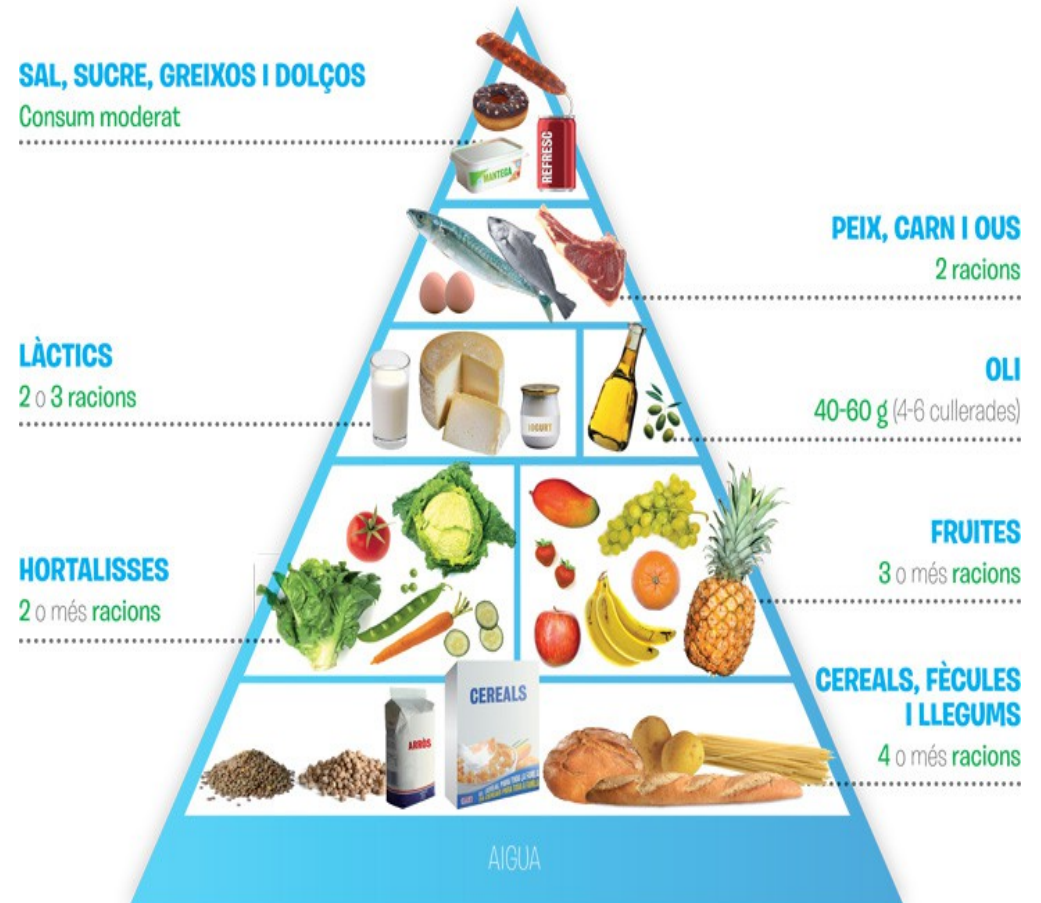 SAL, SUCRE, GREIXOS I DOLÇOS
Consum moderat
REFRESC
MANTEGA
PEIX, CARN I OUS
2 racions
LÀCTICS
2 o 3 racions
IOGURT
OLI
40-60 g (4-6 cullerades)
HORTALISSES
2 o més racions
FRUITES
3 o més racions
CEREALS, FÈCULES
I LLEGUMS
4 o més racions
ARRÒS
CEREALS
AIGUA